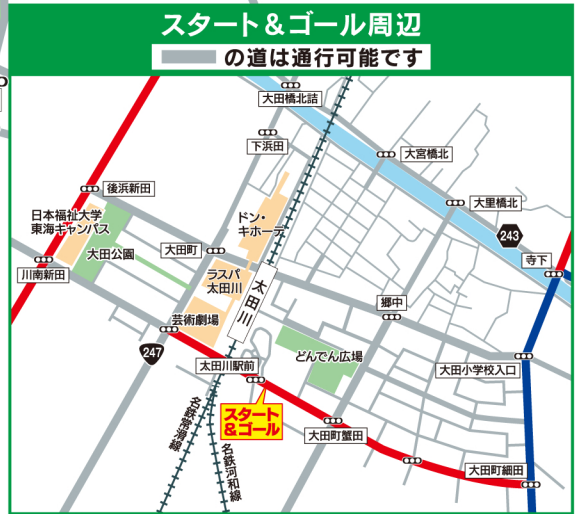 スタート＆ゴール周辺
の道は通行可能です
大田橋北詰
下浜田
大宮橋北
後浜新田
大里橋北
日本福祉大学
東海キャンパス
ドン・
キホーテ
243
大田公園
大田町
寺下
川南新田
ラスパ
太田川
太田川
郷中
芸術劇場
247
どんでん広場
太田川駅前
大田小学校入口
スタート
＆ゴール
名鉄常滑線
名鉄河和線
大田町蟹田
大田町細田